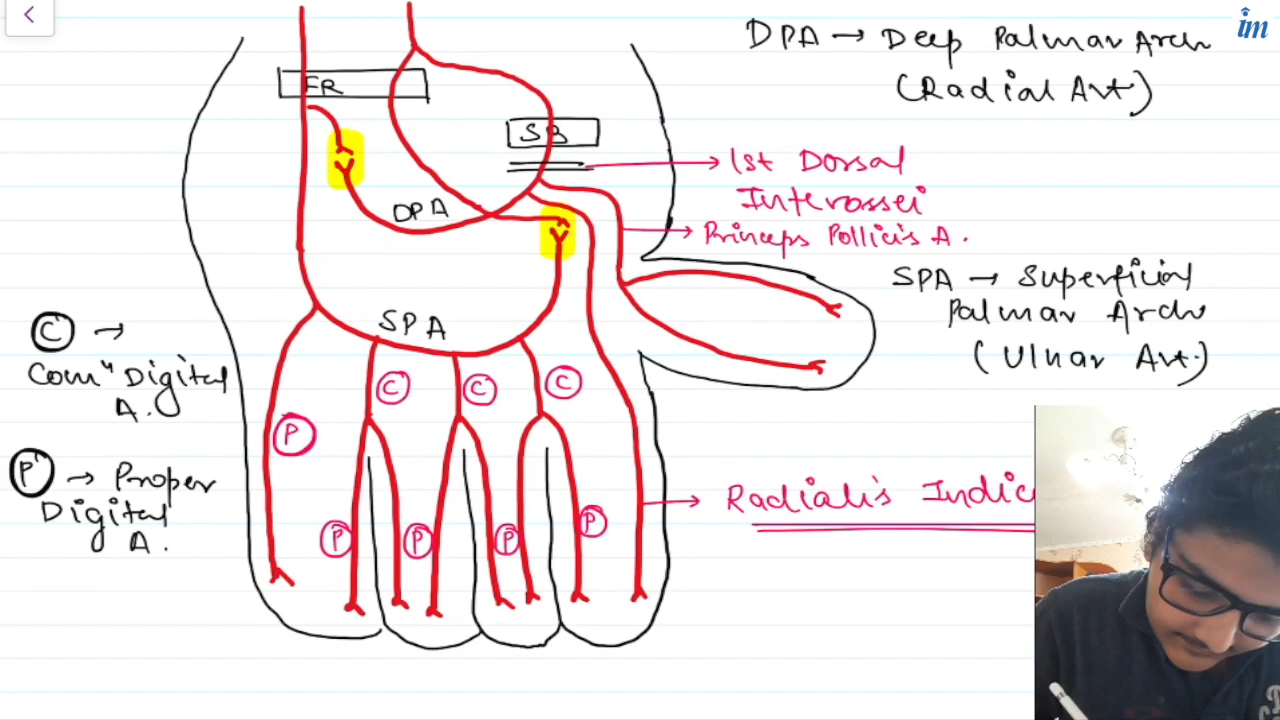 im
DPA → Deep Palmar Arch
(Radial Art)
FR
SB
→ 1st Dorsal
Interossei
DPA
→ Princeps Pollicis A.
SPA → Superficial
Palmar Arch
(Ulnar Art.)
SPA
C →
Com" Digital
A.
C
C
C
P
P → Proper
Digital
A.
→ Radialis Indic
P
P
P
P